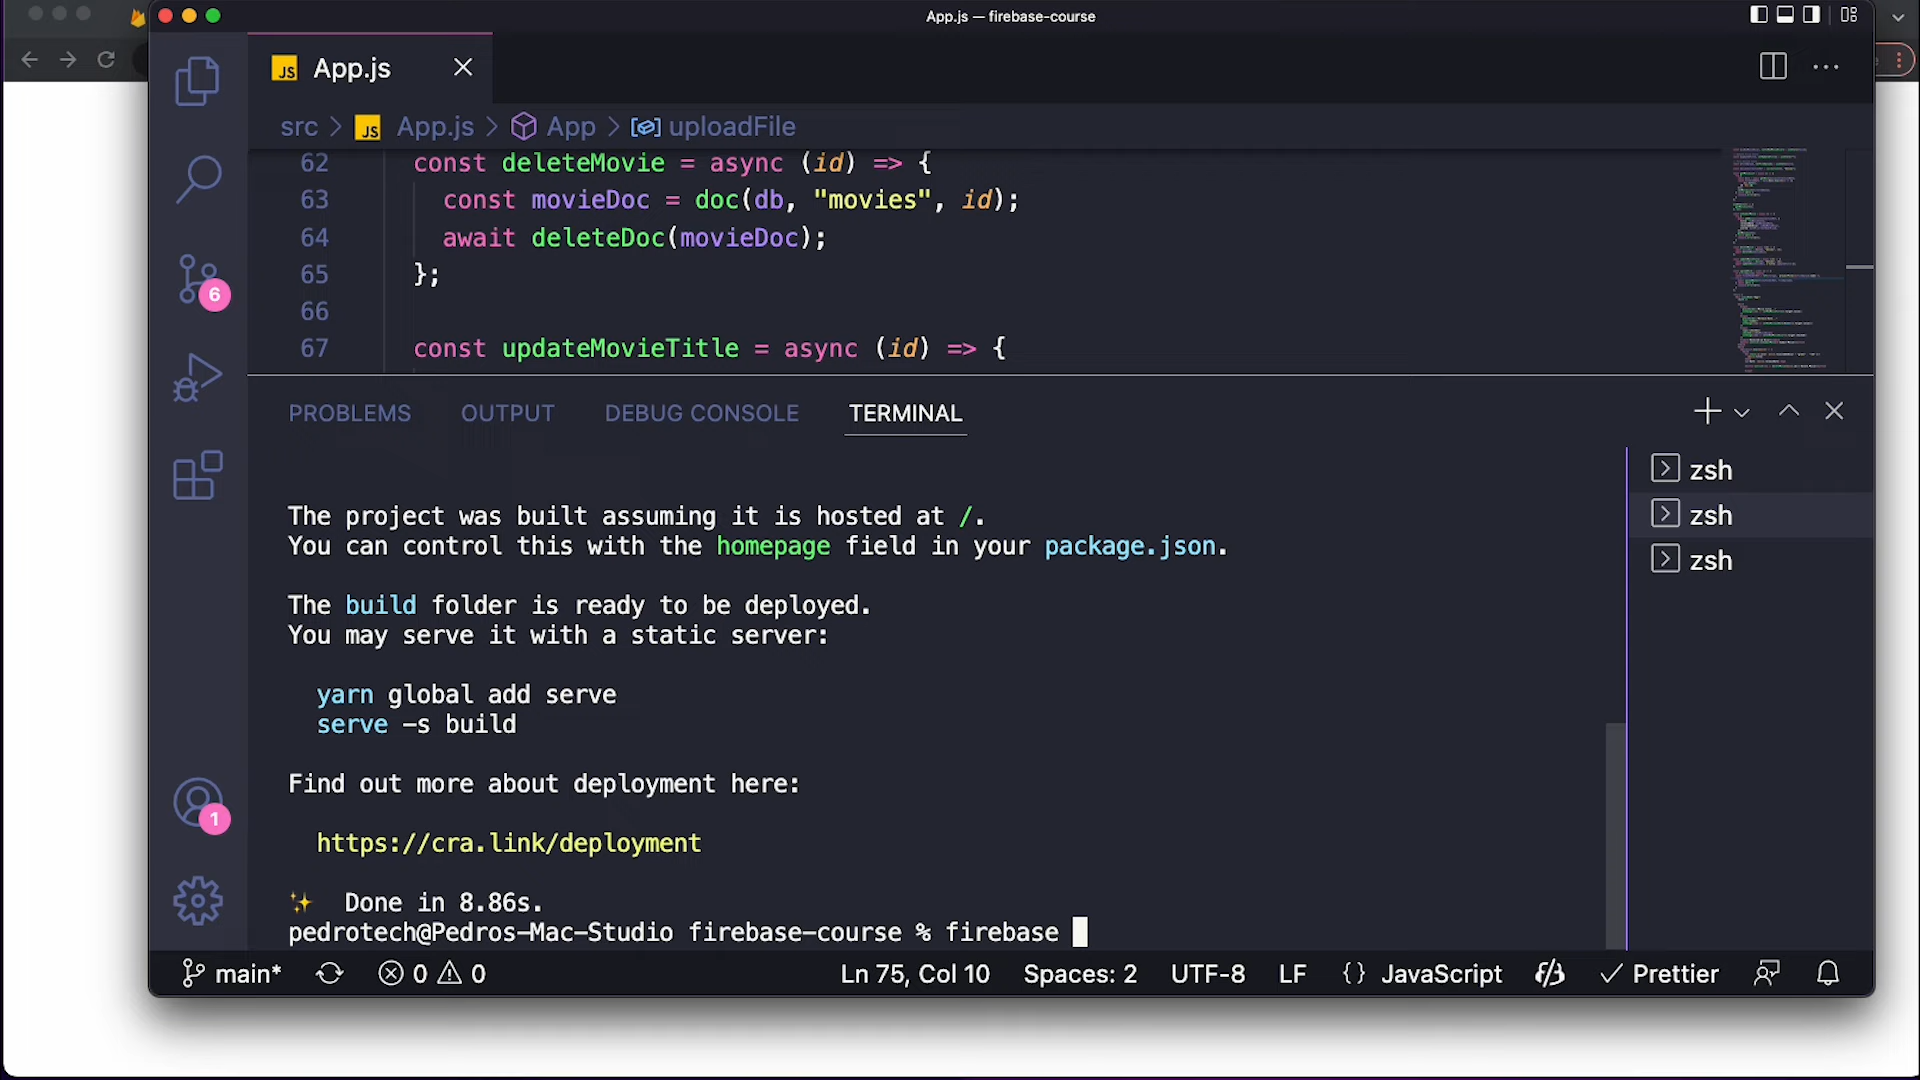 App.js — firebase-course
JS App.js
src > JS App.js > App > uploadFile
62 const deleteMovie = async (id) => {
63 const movieDoc = doc(db, "movies", id);
64 await deleteDoc(movieDoc);
65 };
66
67 const updateMovieTitle = async (id) => {
PROBLEMS OUTPUT DEBUG CONSOLE TERMINAL
zsh
zsh
zsh
The project was built assuming it is hosted at /.
You can control this with the homepage field in your package.json.
The build folder is ready to be deployed.
You may serve it with a static server:
yarn global add serve
serve -s build
Find out more about deployment here:
https://cra.link/deployment
✨ Done in 8.86s.
pedrotech@Pedros-Mac-Studio firebase-course % firebase
6
1
main* 0 0 Ln 75, Col 10 Spaces: 2 UTF-8 LF {} JavaScript Prettier